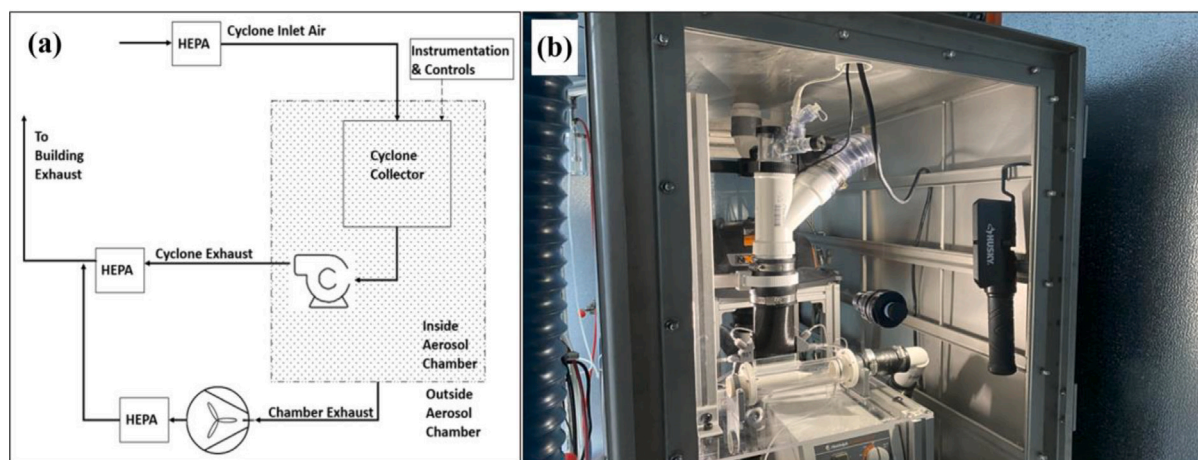 (a)
HEPA
Cyclone Inlet Air
Instrumentation
& Controls
To
Building
Exhaust
Cyclone
Collector
Cyclone Exhaust
HEPA
C
Inside
Aerosol
Chamber
Outside
Aerosol
Chamber
Chamber Exhaust
HEPA
(b)
HUSKY